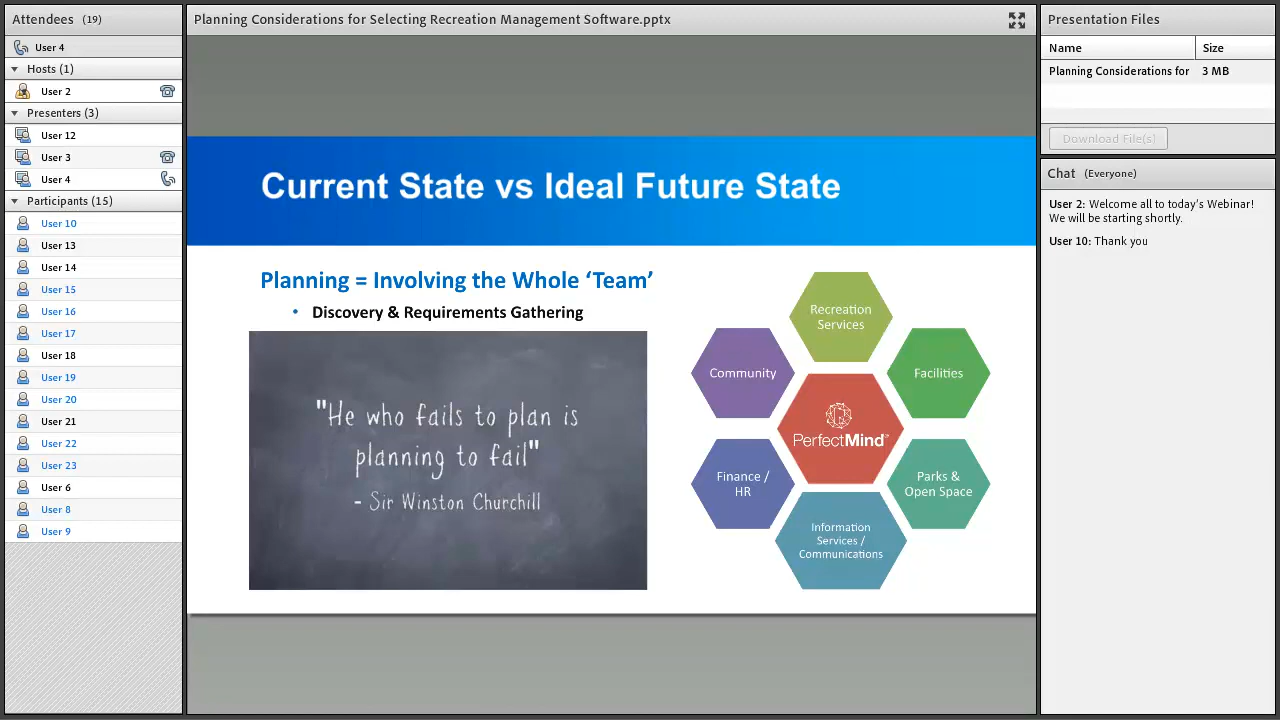 Attendees (19)
User 4
Hosts (1)
User 2
Presenters (3)
User 12
User 3
User 4
Participants (15)
User 10
User 13
User 14
User 15
User 16
User 17
User 18
User 19
User 20
User 21
User 22
User 23
User 6
User 8
User 9
Planning Considerations for Selecting Recreation Management Software.pptx
Current State vs Ideal Future State
Planning = Involving the Whole ‘Team’
• Discovery & Requirements Gathering
"He who fails to plan is
planning to fail"
- Sir Winston Churchill
Recreation
Services
Community
Facilities
PerfectMind™
Finance /
HR
Parks &
Open Space
Information
Services /
Communications
Presentation Files
Name Size
Planning Considerations for 3 MB
Download File(s)
Chat (Everyone)
User 2: Welcome all to today's Webinar!
We will be starting shortly.
User 10: Thank you